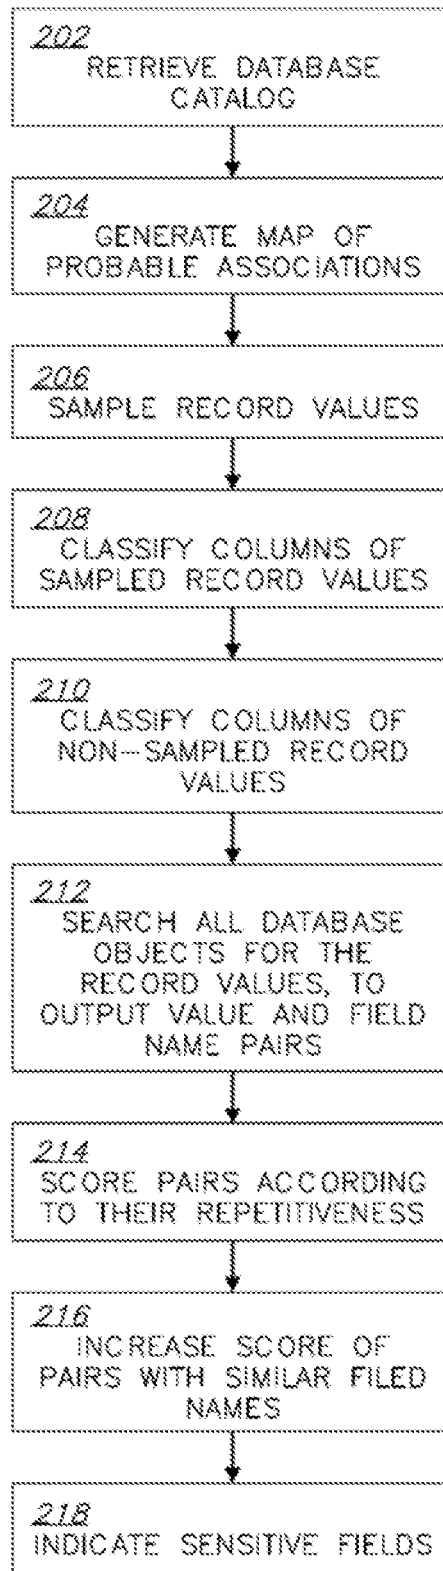 202
RETRIEVE DATABASE
CATALOG
204
GENERATE MAP OF
PROBABLE ASSOCIATIONS
206
SAMPLE RECORD VALUES
208
CLASSIFY COLUMNS OF
SAMPLED RECORD VALUES
210
CLASSIFY COLUMNS OF
NON-SAMPLED RECORD
VALUES
212
SEARCH ALL DATABASE
OBJECTS FOR THE
RECORD VALUES, TO
OUTPUT VALUE AND FIELD
NAME PAIRS
214
SCORE PAIRS ACCORDING
TO THEIR REPETITIVENESS
216
INCREASE SCORE OF
PAIRS WITH SIMILAR FILED
NAMES
218
INDICATE SENSITIVE FIELDS